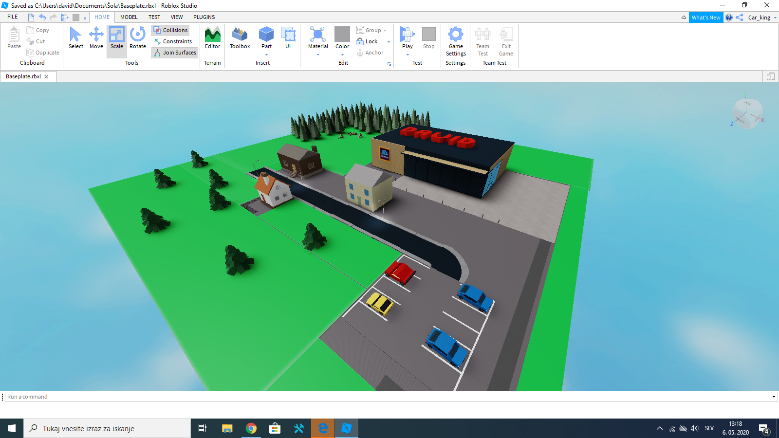 Saved as C:\Users\david\Documents\Šola\Baseplate.rbxl - Roblox Studio
FILE HOME MODEL TEST VIEW PLUGINS What's New Car_king
Paste Copy Cut Duplicate
Select Move Scale Rotate Collisions Constraints Join Surfaces
Editor Toolbox Part UI Material Color Group Lock Anchor
Play Stop Game Settings Team Test Exit Game
Clipboard Tools Terrain Insert Edit Test Settings Team Test
Baseplate.rbxl
Run a command
Tukaj vnesite izraz za iskanje
SLV
13:18
6. 05. 2020